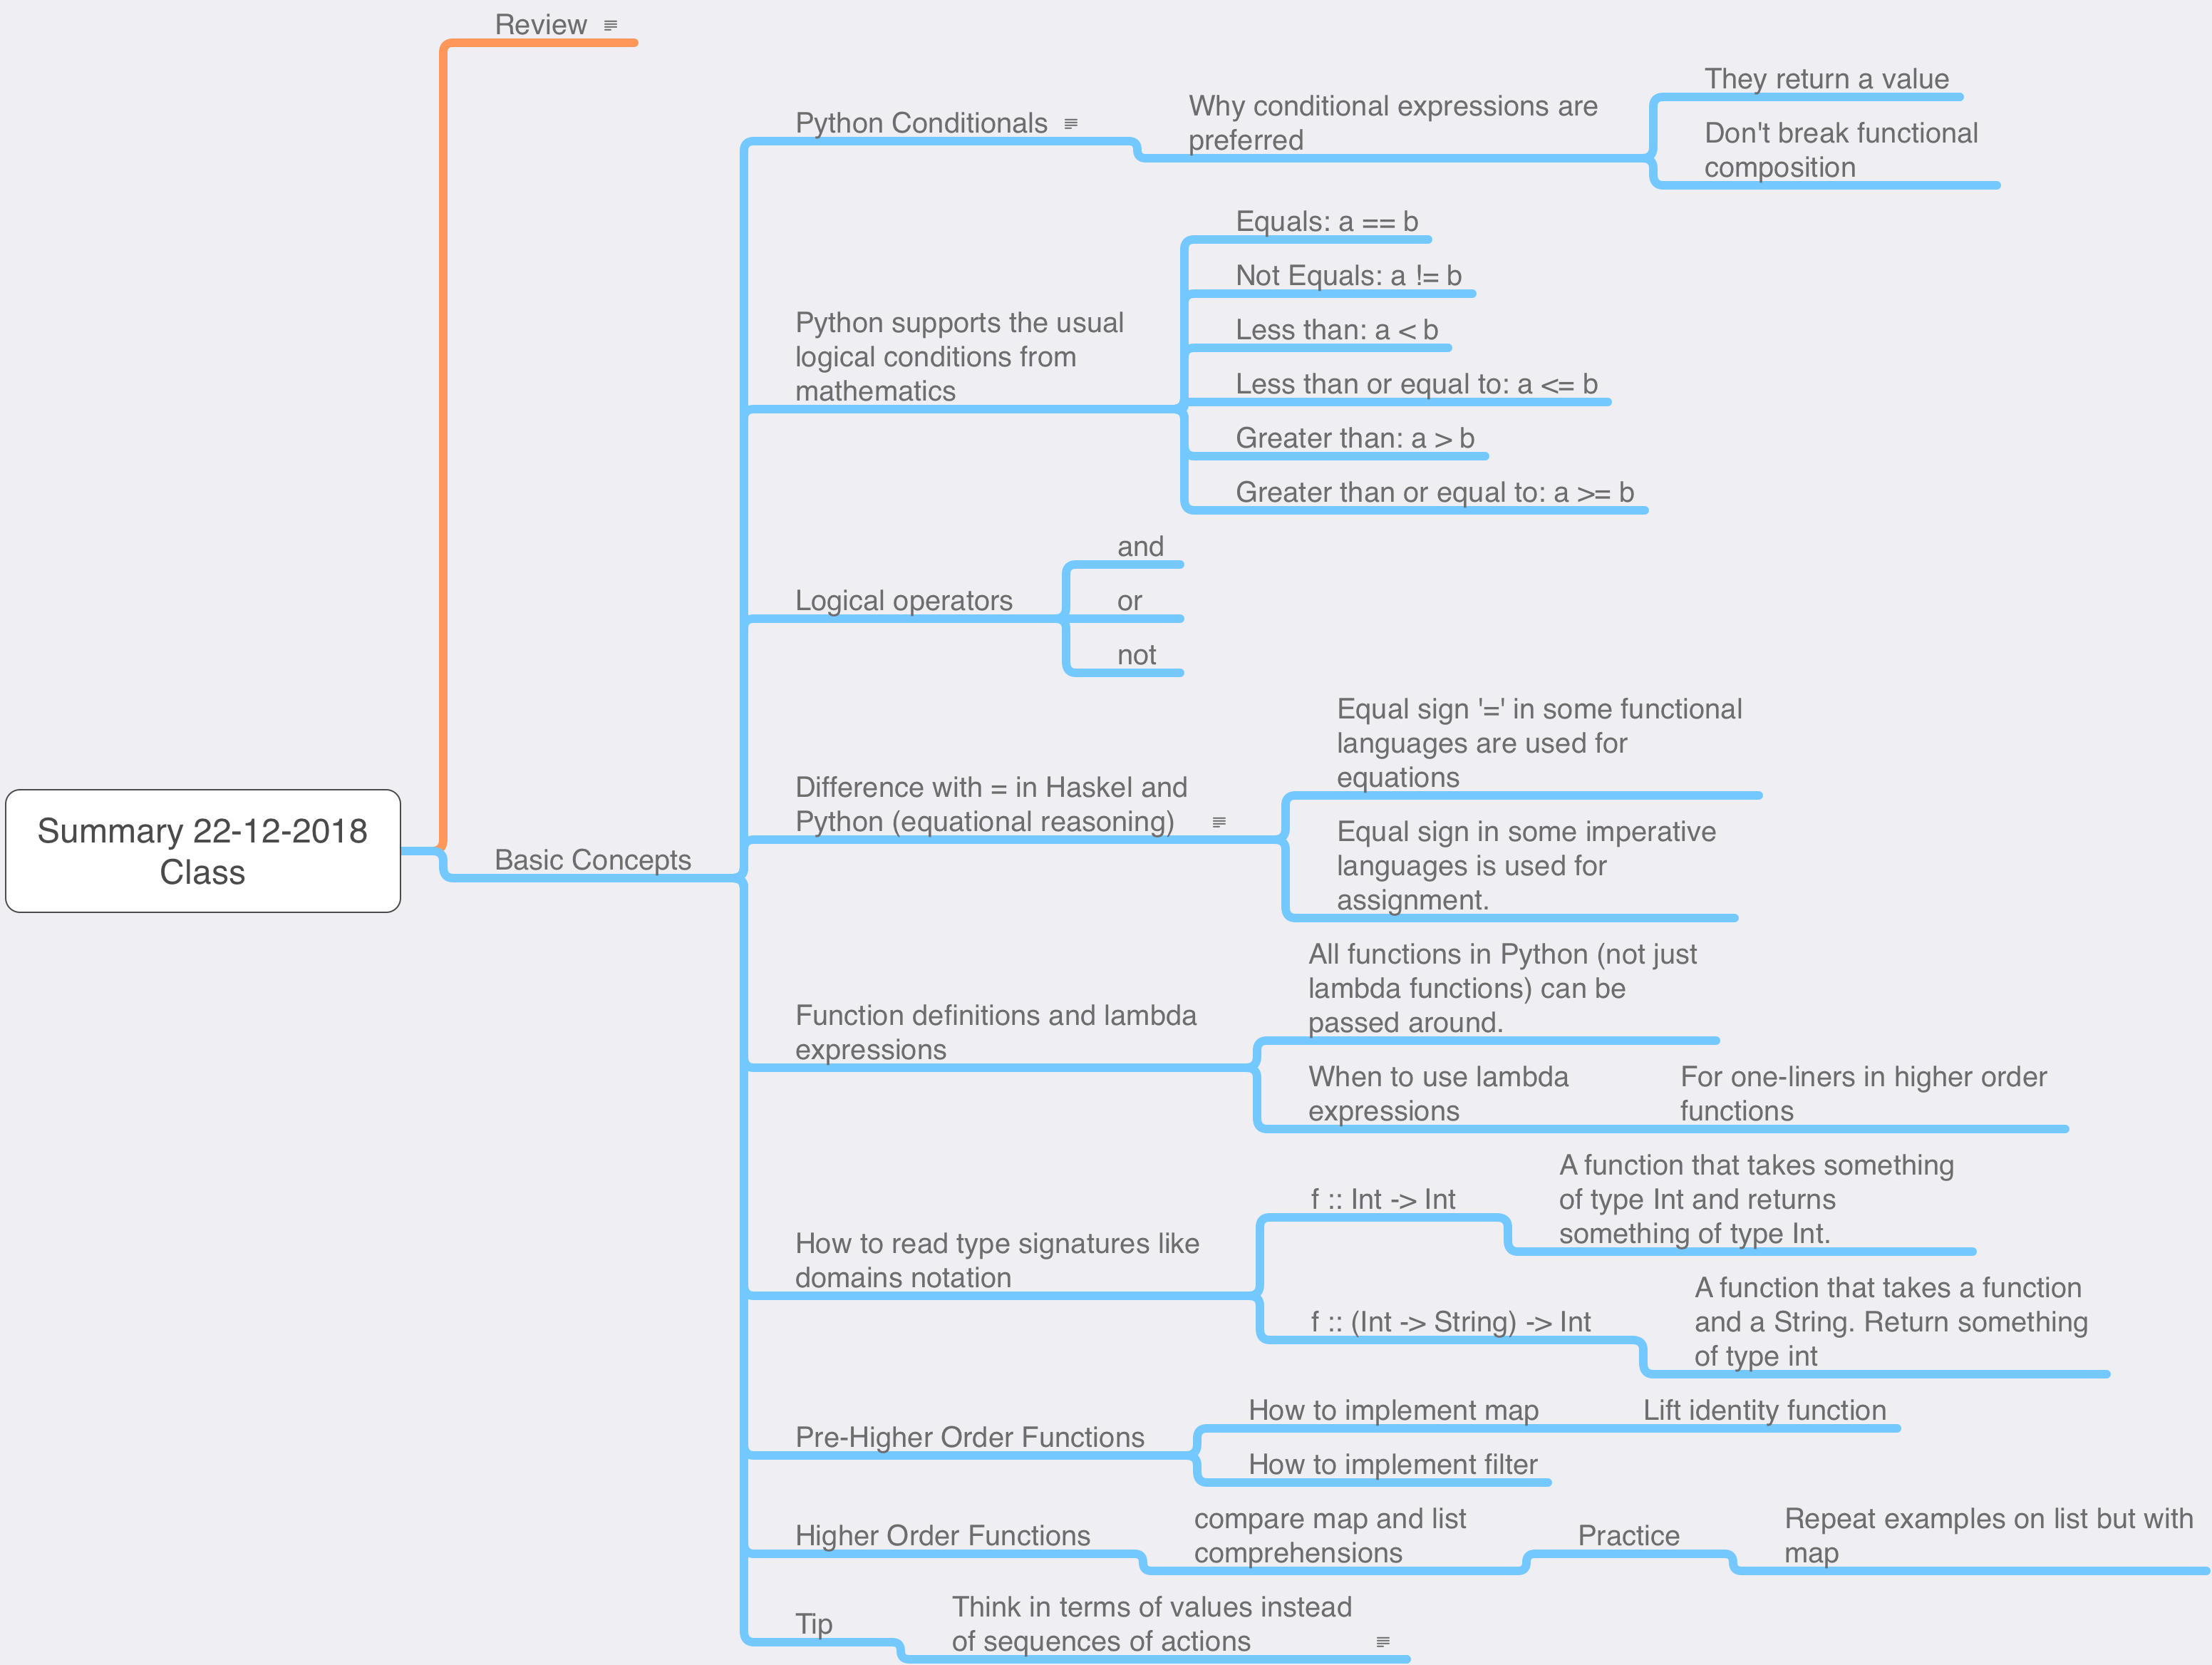 Review
Python Conditionals
Why conditional expressions are
preferred
They return a value
Don't break functional
composition
Python supports the usual
logical conditions from
mathematics
Equals: a == b
Not Equals: a != b
Less than: a < b
Less than or equal to: a <= b
Greater than: a > b
Greater than or equal to: a >= b
Logical operators
and
or
not
Summary 22-12-2018
Class
Basic Concepts
Difference with = in Haskel and
Python (equational reasoning)
Equal sign '=' in some functional
languages are used for
equations
Equal sign in some imperative
languages is used for
assignment.
Function definitions and lambda
expressions
All functions in Python (not just
lambda functions) can be
passed around.
When to use lambda
expressions
For one-liners in higher order
functions
How to read type signatures like
domains notation
f :: Int -> Int
A function that takes something
of type Int and returns
something of type Int.
f :: (Int -> String) -> Int
A function that takes a function
and a String. Return something
of type int
Pre-Higher Order Functions
How to implement map
Lift identity function
How to implement filter
Higher Order Functions
compare map and list
comprehensions
Practice
Repeat examples on list but with
map
Tip
Think in terms of values instead
of sequences of actions